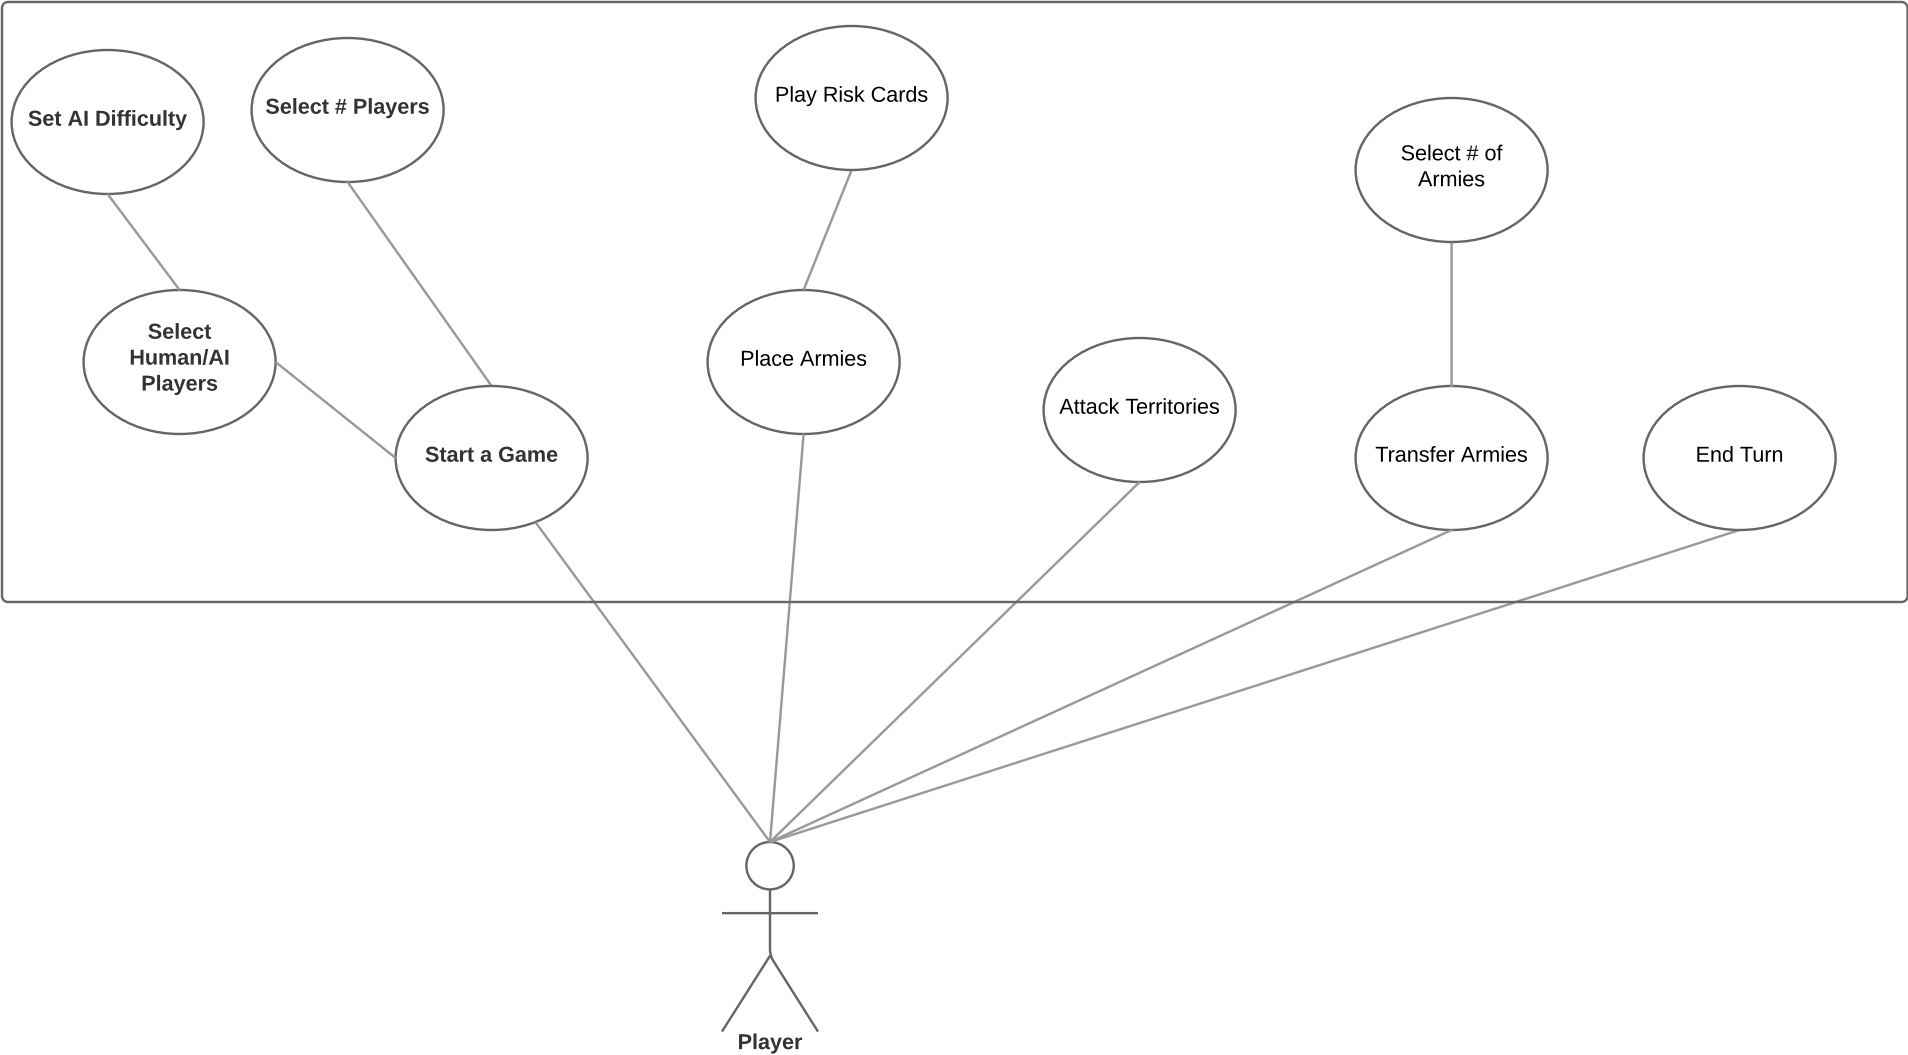 Set AI Difficulty
Select # Players
Play Risk Cards
Select # of
Armies
Select
Human/AI
Players
Place Armies
Attack Territories
Start a Game
Transfer Armies
End Turn
Player